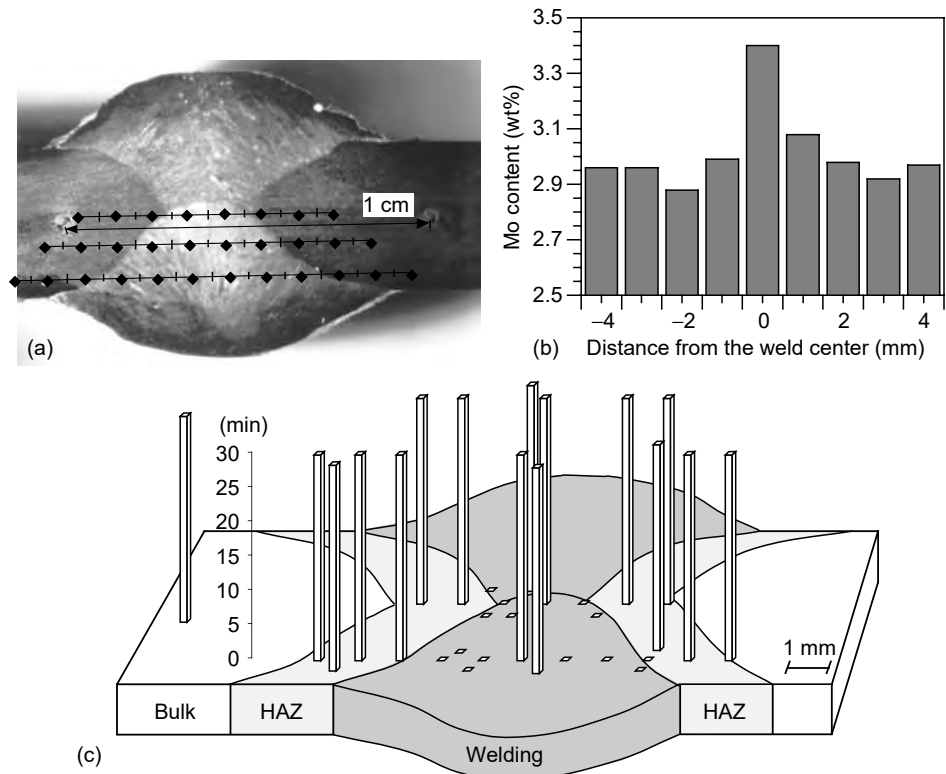 1 cm
(a)
3.5
3.3
3.1
2.9
2.7
2.5
Mo content (wt%)
–4
–2
0
2
4
(b)
Distance from the weld center (mm)
(min)
30
25
20
15
10
5
0
1 mm
Bulk
HAZ
HAZ
Welding
(c)